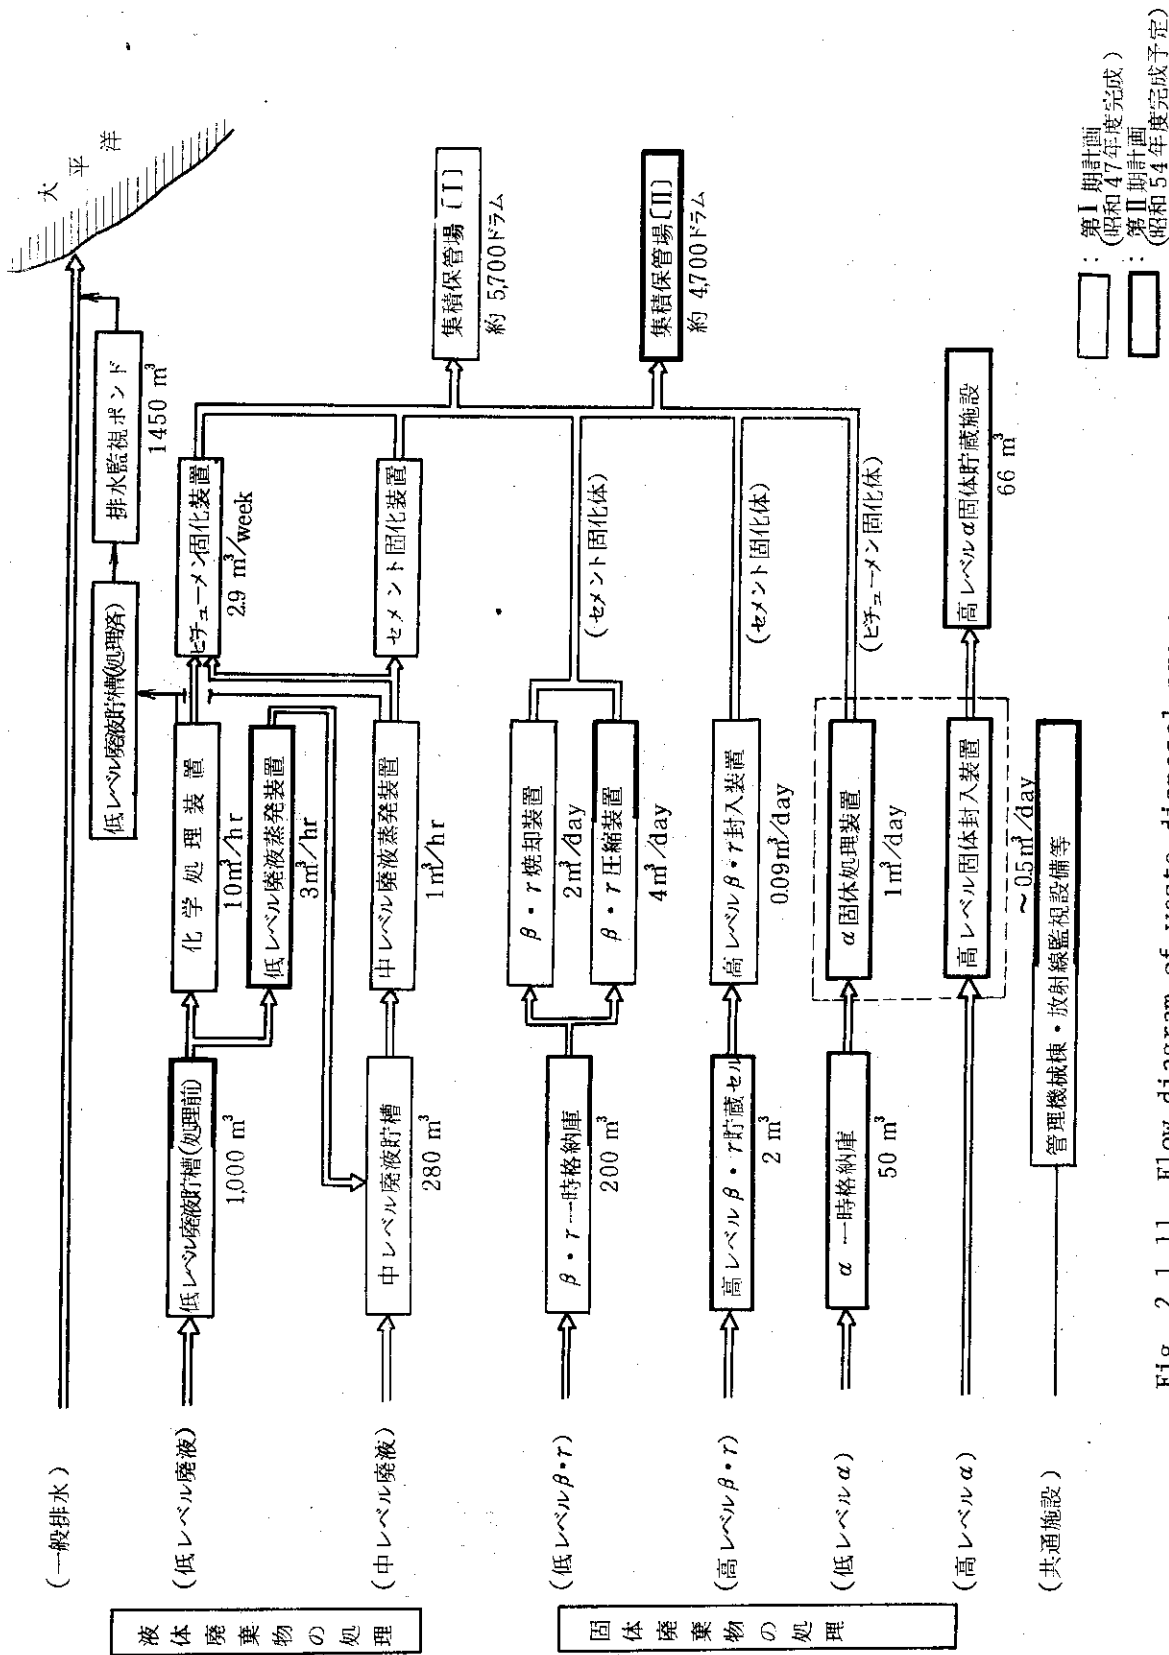 (一般排水)
太平洋
低レベル廃液貯槽(処理済)
排水監視ポンド
1450 m³
液体廃棄物の処理
(低レベル廃液)
低レベル廃液貯槽(処理前)
1,000 m³
化学処理装置
10m³/hr
低レベル廃液蒸発装置
3m³/hr
ビチューメン固化装置
2.9 m³/week
(中レベル廃液)
中レベル廃液貯槽
280 m³
中レベル廃液蒸発装置
1m³/hr
セメント固化装置
集積保管場〔I〕
約 5,700ドラム
固体廃棄物の処理
(低レベルβ・γ)
β・γ一時格納庫
200 m³
β・γ焼却装置
2m³/day
β・γ圧縮装置
4m³/day
(セメント固化体)
集積保管場〔II〕
約 4,700ドラム
(高レベルβ・γ)
高レベルβ・γ貯蔵セル
2 m³
高レベルβ・γ封入装置
0.09m³/day
(セメント固化体)
(低レベルα)
α 一時格納庫
50 m³
α固体処理装置
1m³/day
(ビチューメン固化体)
(高レベルα)
高レベル固体封入装置
～0.5m³/day
高レベルα固体貯蔵施設
66 m³
(共通施設)
管理機械棟・放射線監視設備等
: 第I期計画
(昭和47年度完成)
: 第II期計画
(昭和54年度完成予定)
Fig. 2.1.11 Flow diagram of waste disposal